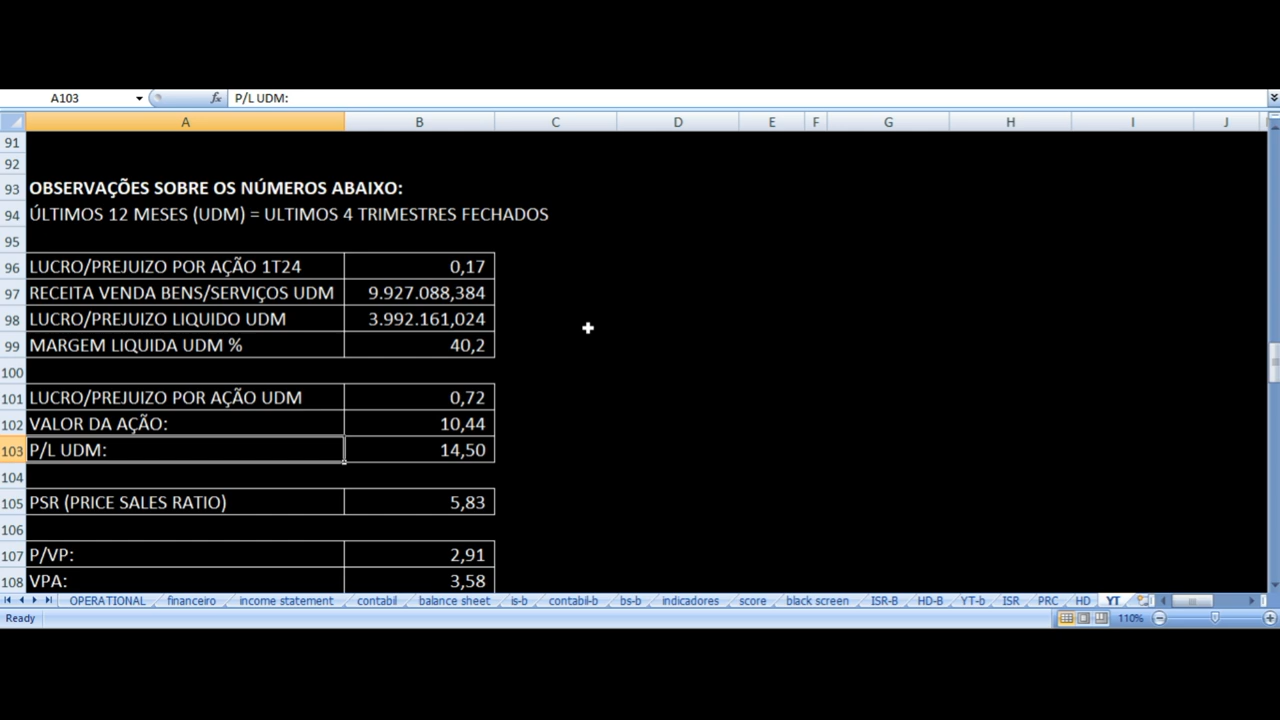 A103 fx P/L UDM:
A B C D E F G H I J
91
92
93 OBSERVAÇÕES SOBRE OS NÚMEROS ABAIXO:
94 ÚLTIMOS 12 MESES (UDM) = ULTIMOS 4 TRIMESTRES FECHADOS
95
96 LUCRO/PREJUIZO POR AÇÃO 1T24 0,17
97 RECEITA VENDA BENS/SERVIÇOS UDM 9.927.088,384
98 LUCRO/PREJUIZO LIQUIDO UDM 3.992.161,024
99 MARGEM LIQUIDA UDM % 40,2
100
101 LUCRO/PREJUIZO POR AÇÃO UDM 0,72
102 VALOR DA AÇÃO: 10,44
103 P/L UDM: 14,50
104
105 PSR (PRICE SALES RATIO) 5,83
106
107 P/VP: 2,91
108 VPA: 3,58
OPERATIONAL financeiro income statement contabil balance sheet is-b contabil-b bs-b indicadores score black screen ISR-B HD-B YT-b ISR PRC HD YT
Ready 110%